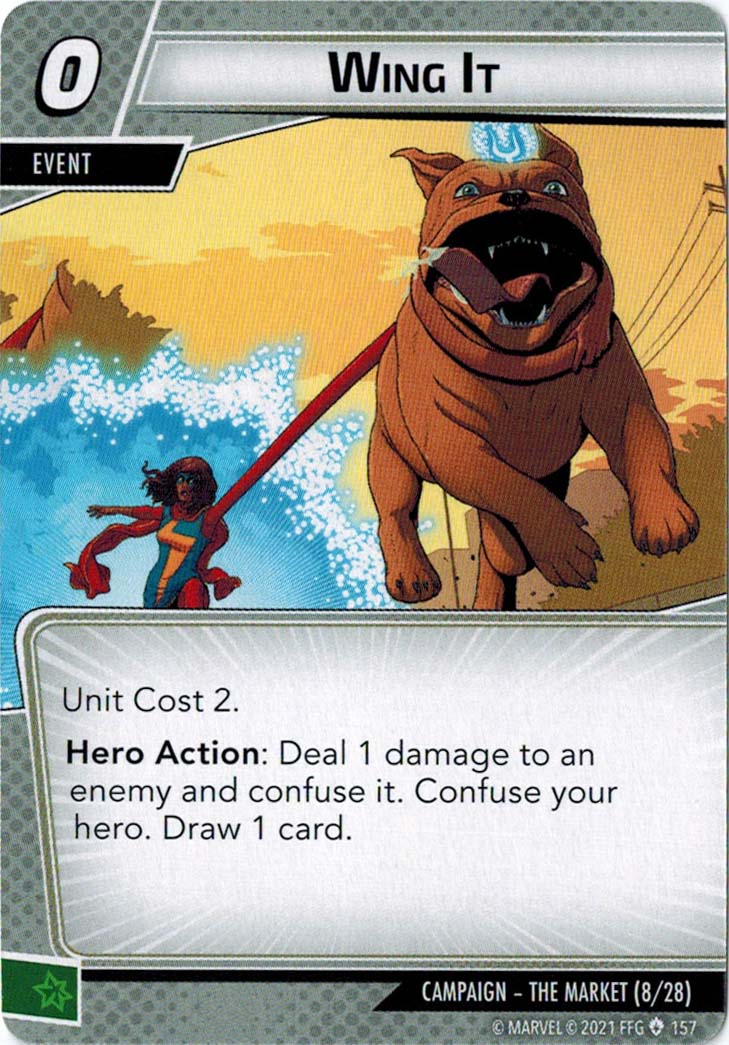 0
WING IT
EVENT
Unit Cost 2.
Hero Action: Deal 1 damage to an
enemy and confuse it. Confuse your
hero. Draw 1 card.
CAMPAIGN – THE MARKET (8/28)
© MARVEL © 2021 FFG 157